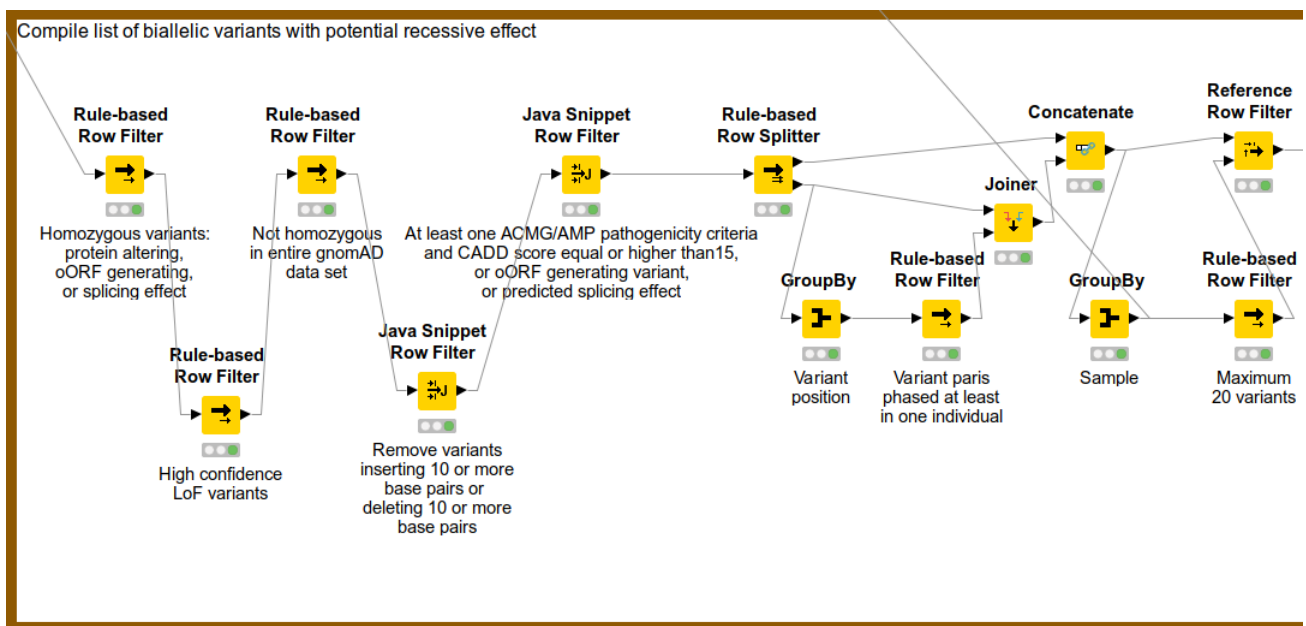 Compile list of biallelic variants with potential recessive effect
Rule-based
Row Filter
Homozygous variants:
protein altering,
oORF generating,
or splicing effect
Rule-based
Row Filter
High confidence
LoF variants
Rule-based
Row Filter
Not homozygous
in entire gnomAD
data set
Java Snippet
Row Filter
Remove variants
inserting 10 or more
base pairs or
deleting 10 or more
base pairs
Java Snippet
Row Filter
At least one ACMG/AMP pathogenicity criteria
and CADD score equal or higher than15,
or oORF generating variant,
or predicted splicing effect
Rule-based
Row Splitter
GroupBy
Variant
position
Rule-based
Row Filter
Variant paris
phased at least
in one individual
Joiner
Concatenate
GroupBy
Sample
Rule-based
Row Filter
Maximum
20 variants
Reference
Row Filter